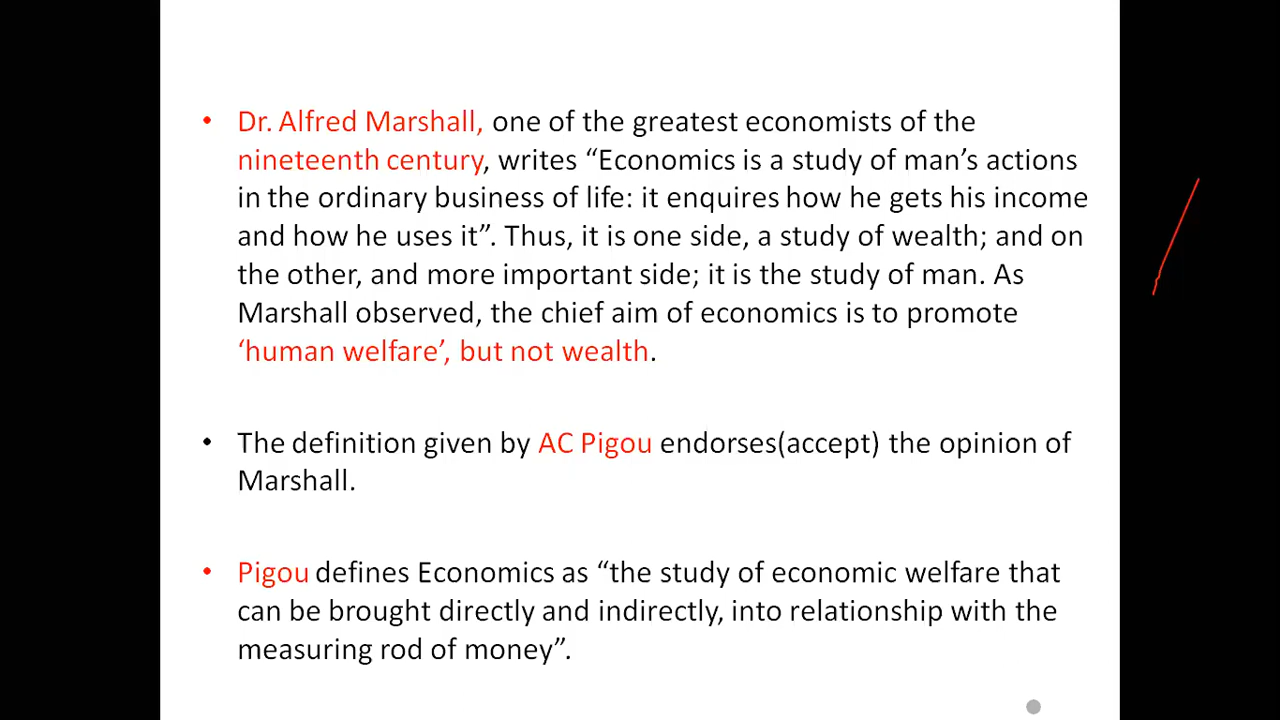 • Dr. Alfred Marshall, one of the greatest economists of the
nineteenth century, writes “Economics is a study of man’s actions
in the ordinary business of life: it enquires how he gets his income
and how he uses it”. Thus, it is one side, a study of wealth; and on
the other, and more important side; it is the study of man. As
Marshall observed, the chief aim of economics is to promote
‘human welfare’, but not wealth.
• The definition given by AC Pigou endorses(accept) the opinion of
Marshall.
• Pigou defines Economics as “the study of economic welfare that
can be brought directly and indirectly, into relationship with the
measuring rod of money”.